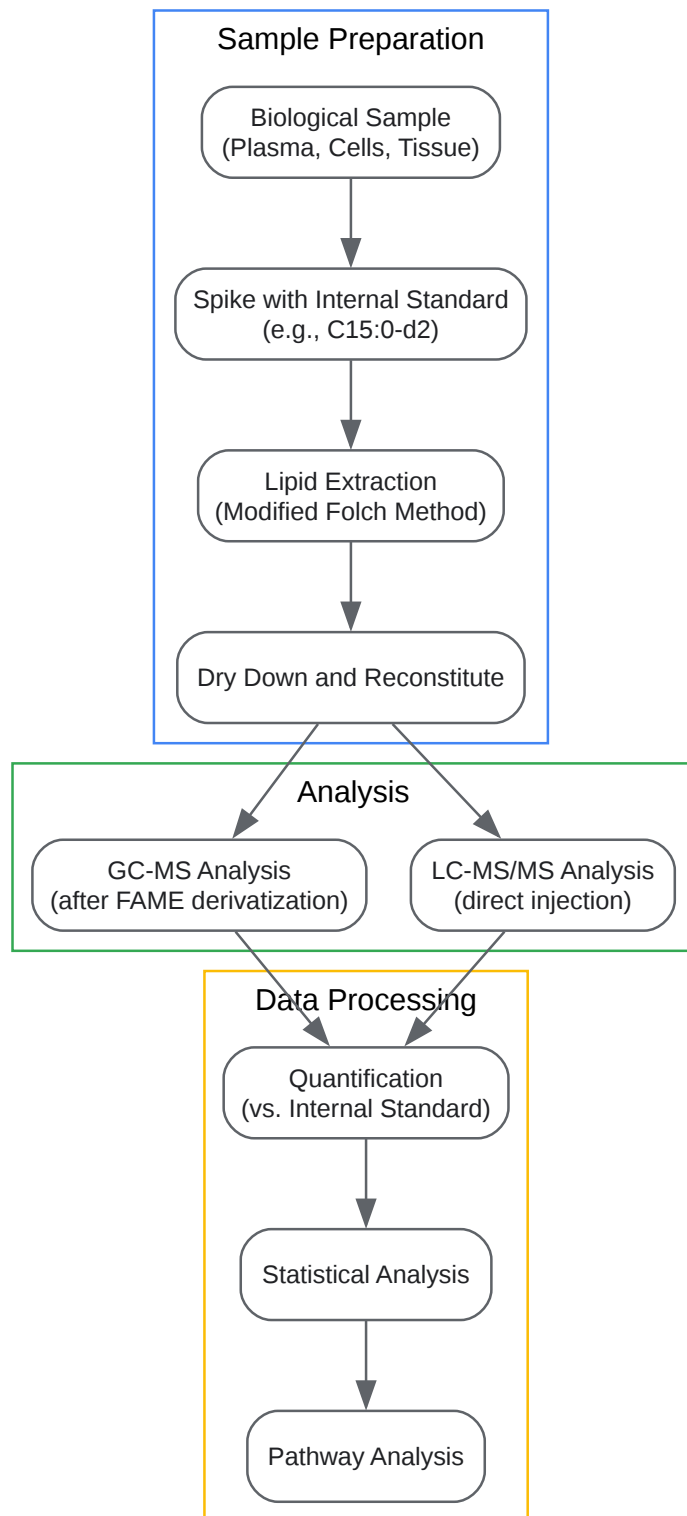 Sample Preparation
Biological Sample
(Plasma, Cells, Tissue)
Spike with Internal Standard
(e.g., C15:0-d2)
Lipid Extraction
(Modified Folch Method)
Dry Down and Reconstitute
Analysis
GC-MS Analysis
(after FAME derivatization)
LC-MS/MS Analysis
(direct injection)
Data Processing
Quantification
(vs. Internal Standard)
Statistical Analysis
Pathway Analysis